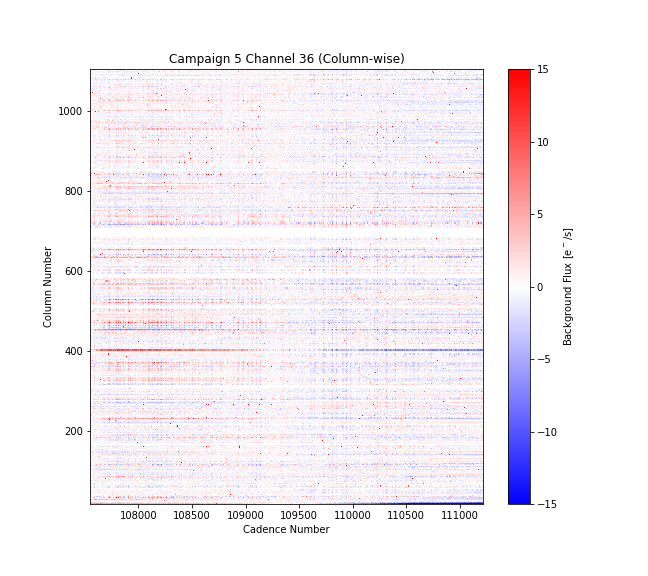 Campaign 5 Channel 36 (Column-wise)
Column Number
1000
800
600
400
200
108000 108500 109000 109500 110000 110500 111000
Cadence Number
15
10
5
0
−5
−10
−15
Background Flux [e⁻/s]